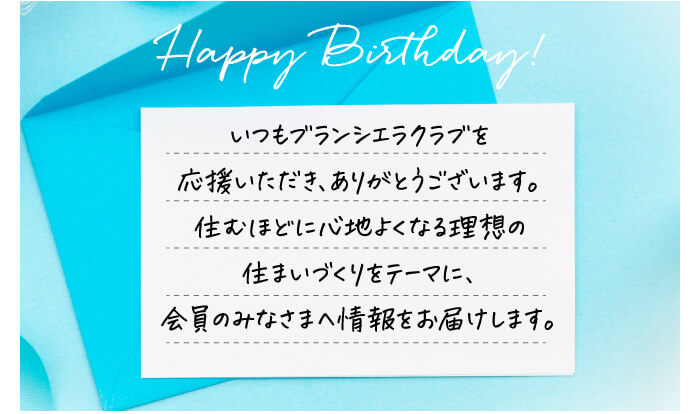 Happy Birthday!
いつもブランシエラクラブを
応援いただき、ありがとうございます。
住むほどに心地よくなる理想の
住まいづくりをテーマに、
会員のみなさまへ情報をお届けします。